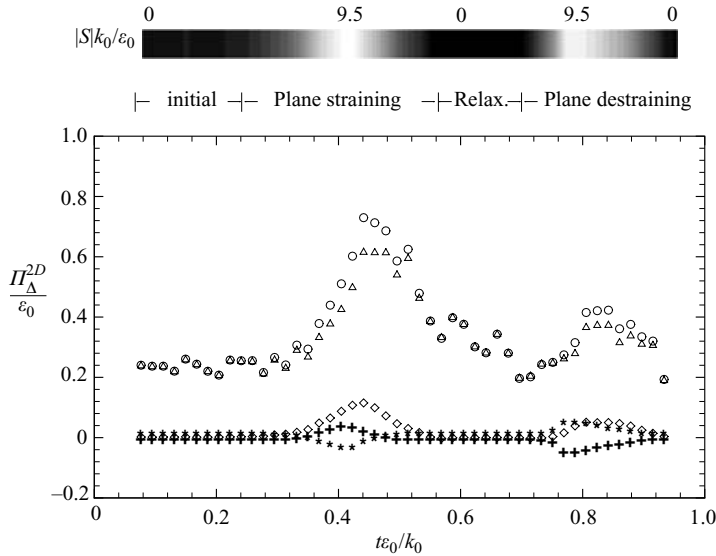 0 9.5 0 9.5 0
|S|k₀/ε₀
initial Plane straining Relax. Plane destraining
1.0
0.8
0.6
0.4
0.2
0
−0.2
Π^2D_Δ
ε₀
0 0.2 0.4 0.6 0.8 1.0
tε₀/k₀